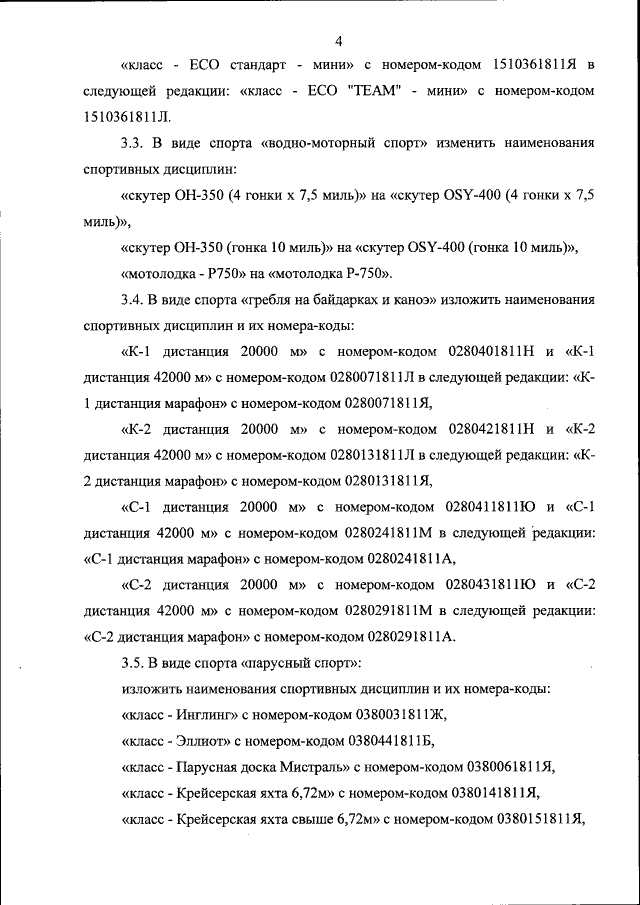 4
«класс - ЕСО стандарт - мини» с номером-кодом 1510361811Я в
следующей редакции: «класс - ЕСО "TEAM" - мини» с номером-кодом
1510361811Л.
3.3. В виде спорта «водно-моторный спорт» изменить наименования
спортивных дисциплин:
«скутер ОН-350 (4 гонки х 7,5 миль)» на «скутер OSY-400 (4 гонки х 7,5
миль)»,
«скутер ОН-350 (гонка 10 миль)» на «скутер OSY-400 (гонка 10 миль)»,
«мотолодка - Р750» на «мотолодка Р-750».
3.4. В виде спорта «гребля на байдарках и каноэ» изложить наименования
спортивных дисциплин и их номера-коды:
«К-1 дистанция 20000 м» с номером-кодом 0280401811Н и «К-1
дистанция 42000 м» с номером-кодом 0280071811Л в следующей редакции: «К-
1 дистанция марафон» с номером-кодом 0280071811Я,
«К-2 дистанция 20000 м» с номером-кодом 0280421811Н и «К-2
дистанция 42000 м» с номером-кодом 0280131811Л в следующей редакции: «К-
2 дистанция марафон» с номером-кодом 0280131811Я,
«С-1 дистанция 20000 м» с номером-кодом 0280411811Ю и «С-1
дистанция 42000 м» с номером-кодом 0280241811М в следующей редакции:
«С-1 дистанция марафон» с номером-кодом 0280241811А,
«С-2 дистанция 20000 м» с номером-кодом 0280431811Ю и «С-2
дистанция 42000 м» с номером-кодом 0280291811М в следующей редакции:
«С-2 дистанция марафон» с номером-кодом 0280291811А.
3.5. В виде спорта «парусный спорт»:
изложить наименования спортивных дисциплин и их номера-коды:
«класс - Инглинг» с номером-кодом 0380031811Ж,
«класс - Эллиот» с номером-кодом 0380441811Б,
«класс - Парусная доска Мистраль» с номером-кодом 0380061811Я,
«класс - Крейсерская яхта 6,72м» с номером-кодом 0380141811Я,
«класс - Крейсерская яхта свыше 6,72м» с номером-кодом 0380151811Я,